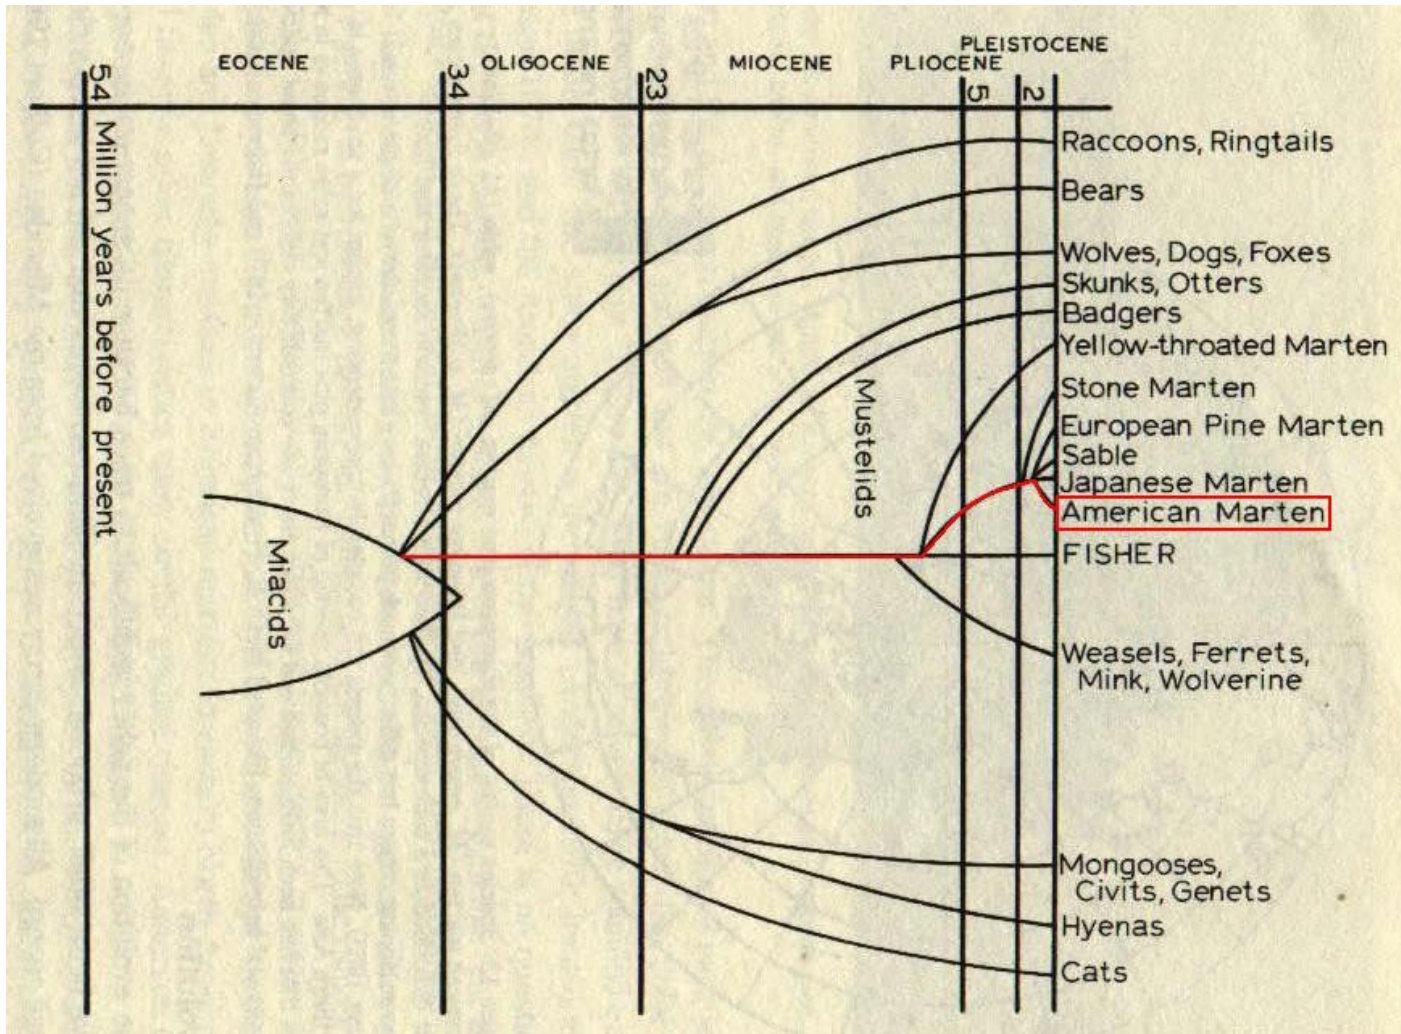 PLEISTOCENE
EOCENE
OLIGOCENE
MIOCENE
PLIOCENE
54
34
23
5
2
Million years before present
Raccoons, Ringtails
Bears
Wolves, Dogs, Foxes
Skunks, Otters
Badgers
Yellow-throated Marten
Stone Marten
European Pine Marten
Sable
Japanese Marten
American Marten
FISHER
Weasels, Ferrets,
Mink, Wolverine
Mongooses,
Civits, Genets
Hyenas
Cats
Mustelids
Miacids